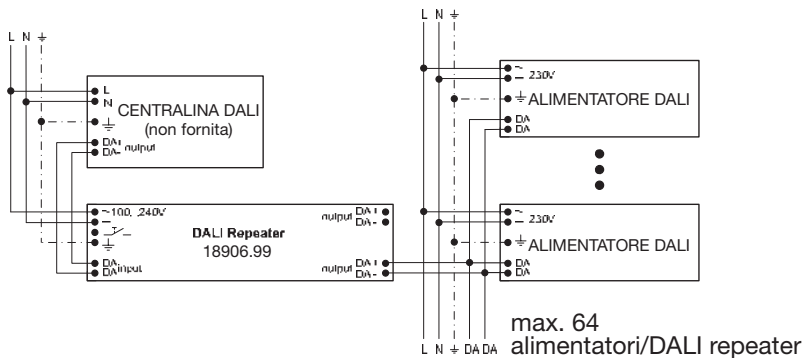 L N ⏚
L
N
CENTRALINA DALI
(non fornita)
⏚
DA+
DA- output
~100...240V
~
⏚
DA input
DA
DALI Repeater
18906.99
output DA+
DA-
output DA+
DA-
L N ⏚
~ 230V
~
⏚ ALIMENTATORE DALI
DA
DA
~ 230V
~
⏚ ALIMENTATORE DALI
DA
DA
L N ⏚ DA DA
max. 64
alimentatori/DALI repeater